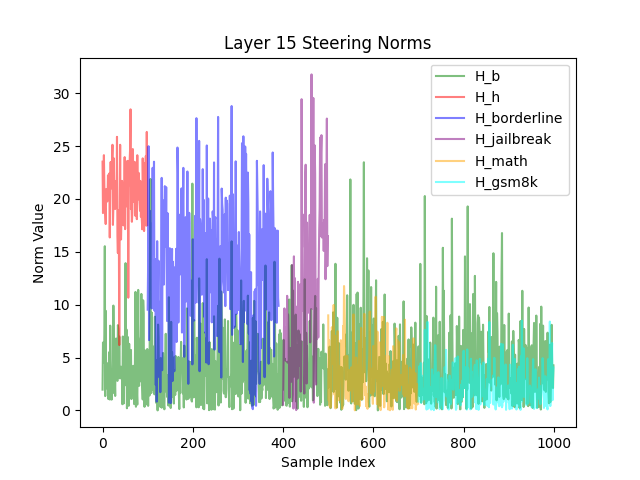 Layer 15 Steering Norms
30
25
20
15
10
5
0
Norm Value
H_b
H_h
H_borderline
H_jailbreak
H_math
H_gsm8k
0
200
400
600
800
1000
Sample Index